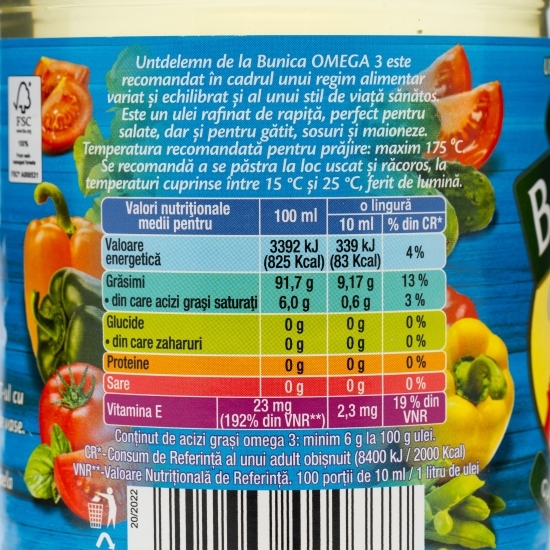 Untdelemn de la Bunica OMEGA 3 este
recomandat în cadrul unui regim alimentar
variat și echilibrat și al unui stil de viață sănătos.
Este un ulei rafinat de rapiță, perfect pentru
salate, dar și pentru gătit, sosuri și maioneze.
Temperatura recomandată pentru prăjire: maxim 175 °C.
Se recomandă a se păstra la loc uscat și răcoros, la
temperaturi cuprinse între 15 °C și 25 °C, ferit de lumină.
FSC
100%
Valori nutriționale medii pentru 100 ml o lingură 10 ml % din CR*
Valoare energetică 3392 kJ (825 Kcal) 339 kJ (83 Kcal) 4%
Grăsimi 91,7 g 9,17 g 13 %
• din care acizi grași saturați 6,0 g 0,6 g 3 %
Glucide 0 g 0 g 0 %
• din care zaharuri 0 g 0 g 0 %
Proteine 0 g 0 g 0 %
Sare 0 g 0 g 0 %
Vitamina E 23 mg (192% din VNR**) 2,3 mg 19 % din VNR
Conținut de acizi grași omega 3: minim 6 g la 100 g ulei.
CR*-Consum de Referință al unui adult obișnuit (8400 kJ / 2000 Kcal)
VNR**-Valoare Nutrițională de Referință. 100 porții de 10 ml / 1 litru de ulei
20/2022
B